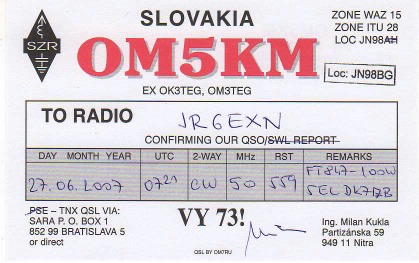 SLOVAKIA
ZONE WAZ 15
ZONE ITU 28
LOC JN98AH
SZR
OM5KM
Loc: JN98BG
EX OK3TEG, OM3TEG
TO RADIO JR6EXN
CONFIRMING OUR QSO/SWL REPORT
DAY MONTH YEAR UTC 2-WAY MHz RST REMARKS
27.06.2007 0721 CW 50 559 FT847-100W
5EL DK7ZB
PSE – TNX QSL VIA:
SARA P. O. BOX 1
852 99 BRATISLAVA 5
or direct
VY 73!
Ing. Milan Kukla
Partizánska 59
949 11 Nitra
QSL BY OM7RU